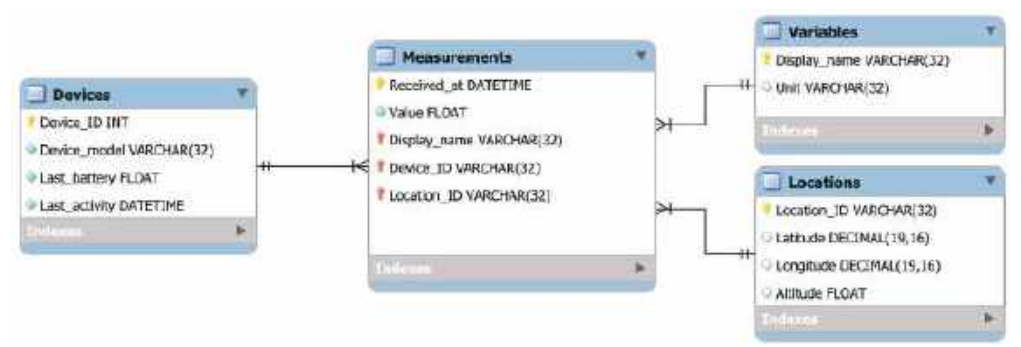 Devices
Device_ID INT
Device_model VARCHAR(32)
Last_battery FLOAT
Last_activity DATETIME
Indexes
Measurements
Received_at DATETIME
Value FLOAT
Display_name VARCHAR(32)
Device_ID VARCHAR(32)
Location_ID VARCHAR(32)
Indexes
Variables
Display_name VARCHAR(32)
Unit VARCHAR(32)
Indexes
Locations
Location_ID VARCHAR(32)
Latitude DECIMAL(19,16)
Longitude DECIMAL(19,16)
Altitude FLOAT
Indexes